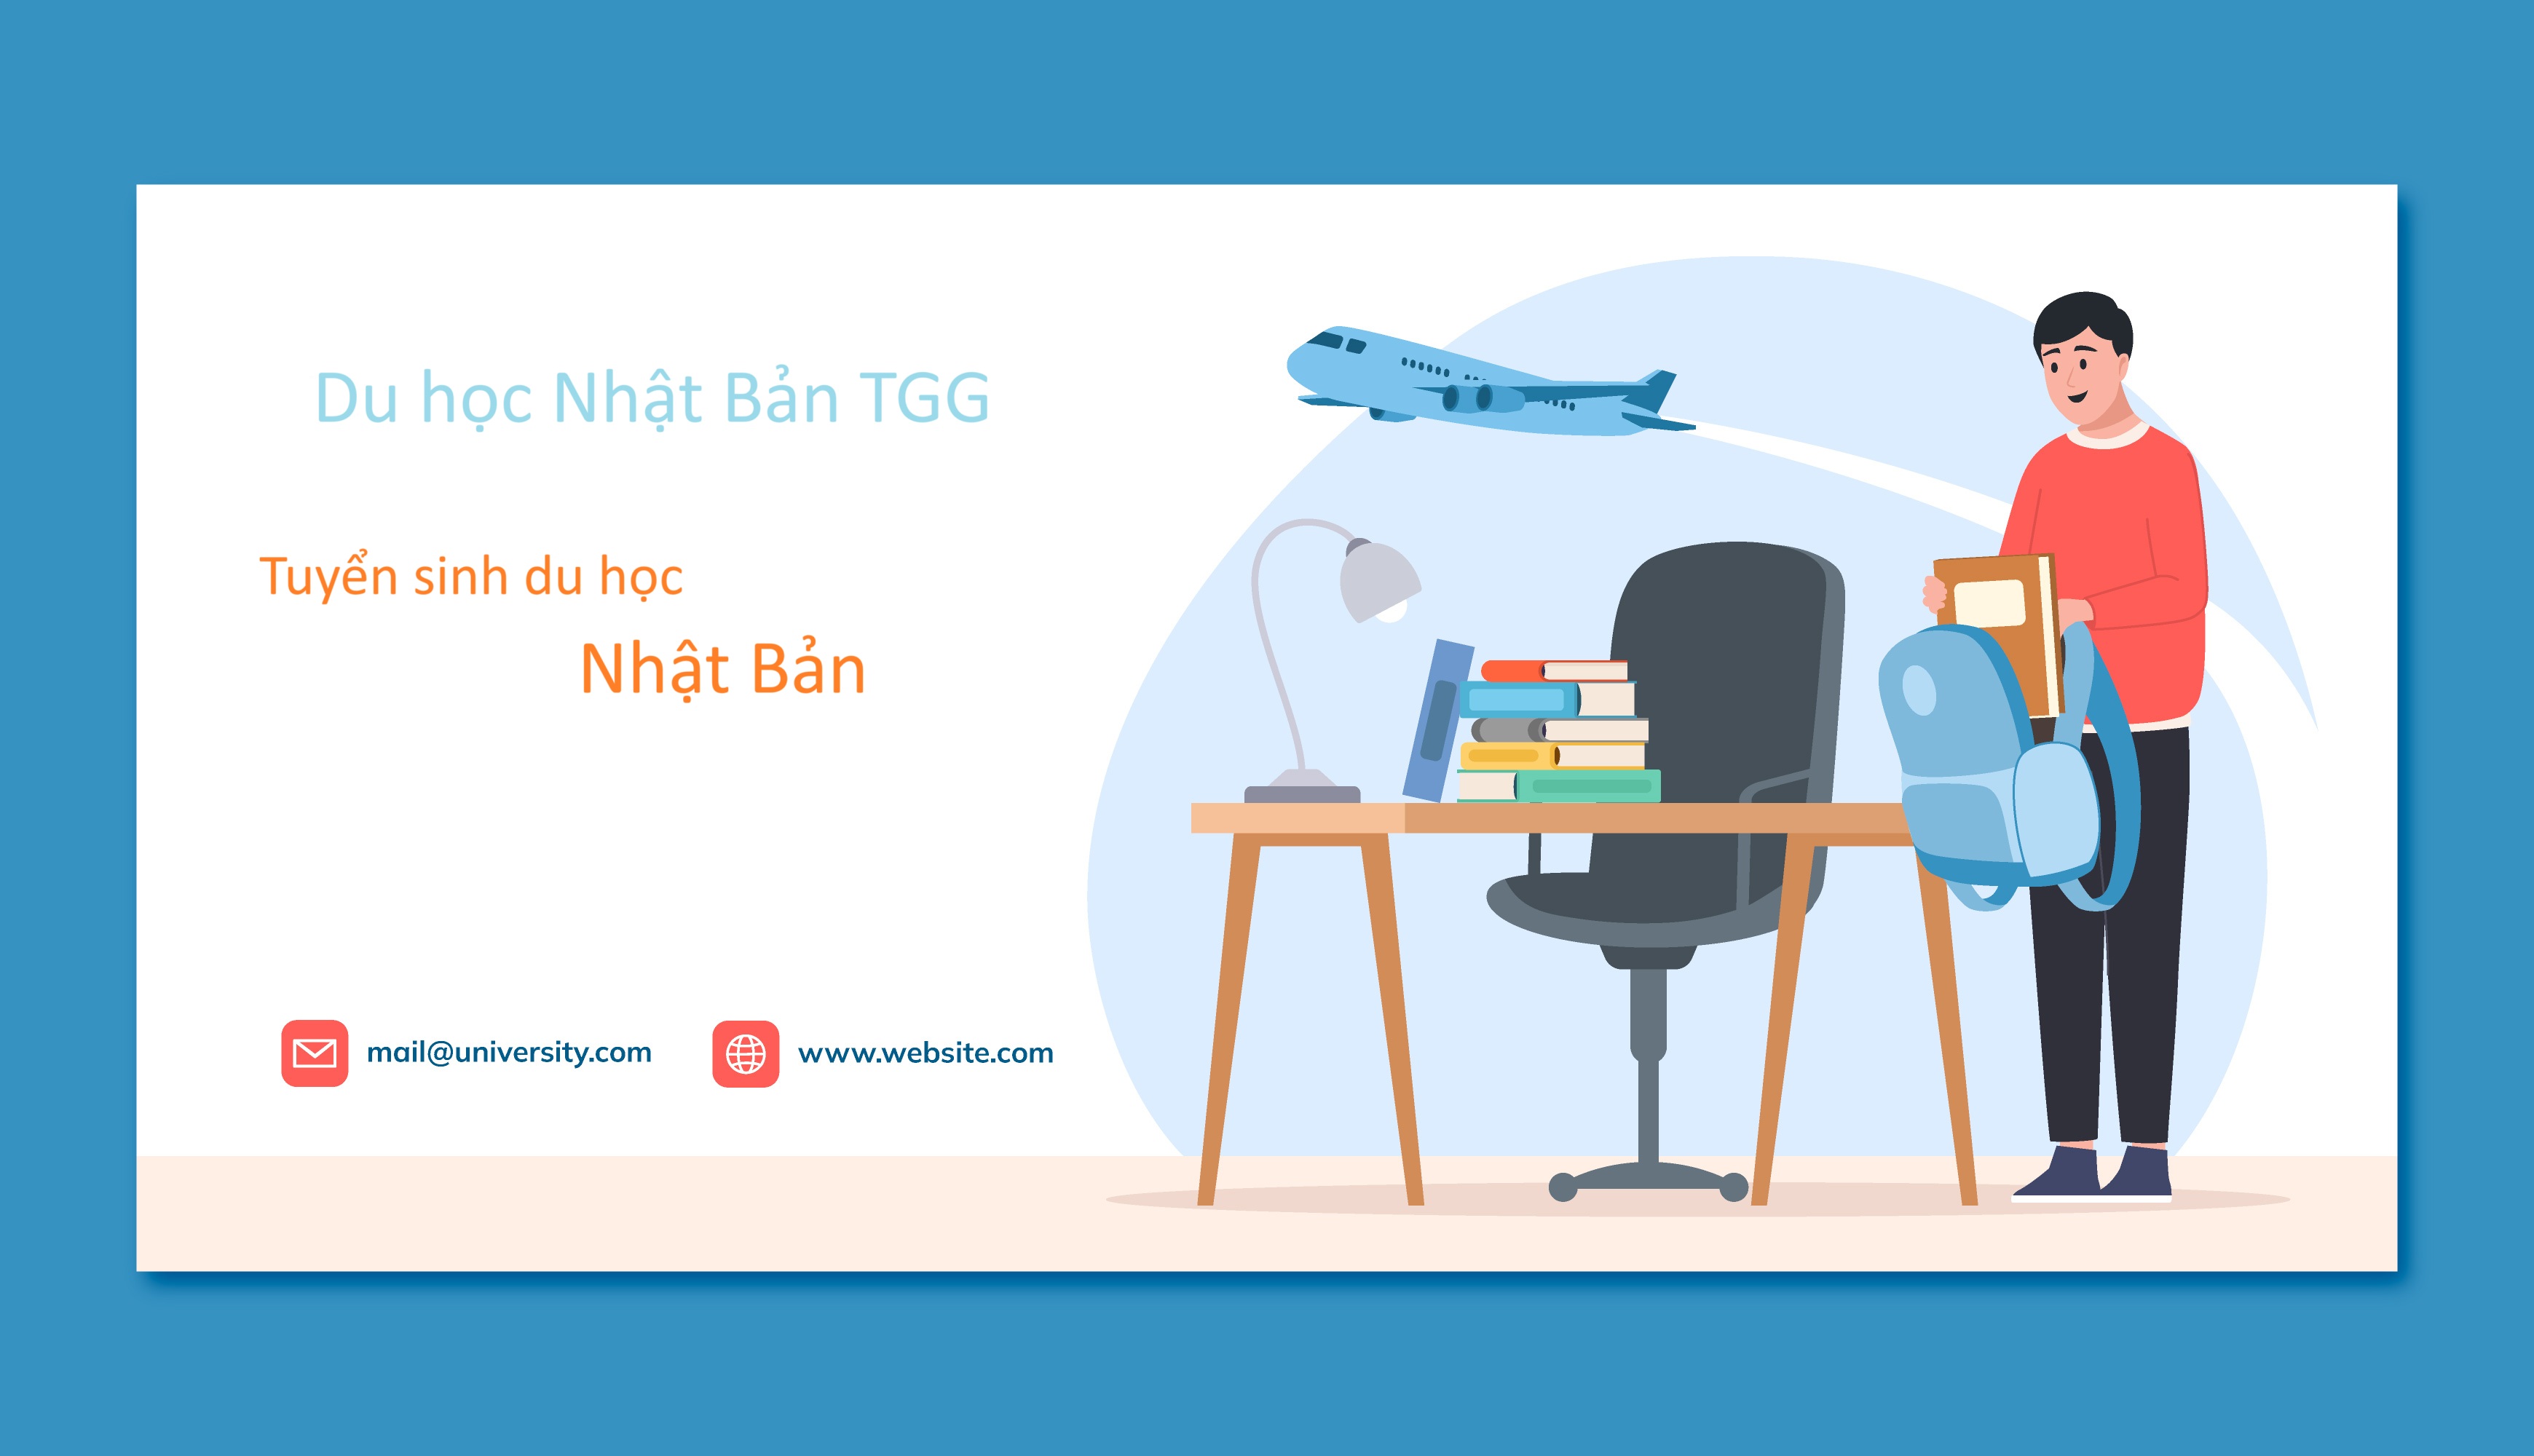 Du học Nhật Bản TGG
Tuyển sinh du học
Nhật Bản
mail@university.com
www.website.com